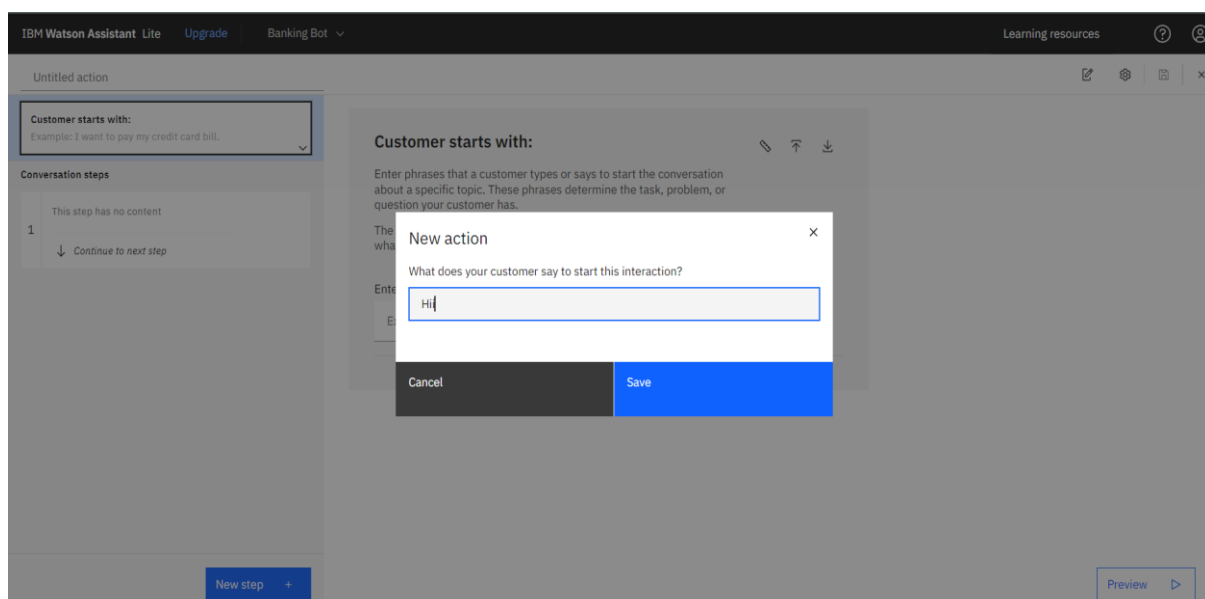 IBM Watson Assistant Lite Upgrade Banking Bot Learning resources
Untitled action
Customer starts with:
Example: I want to pay my credit card bill.
Conversation steps
1
This step has no content
Continue to next step
New step +
Customer starts with:
Enter phrases that a customer types or says to start the conversation
about a specific topic. These phrases determine the task, problem, or
question your customer has.
The
New action
What does your customer say to start this interaction?
Hii
Cancel
Save
Preview